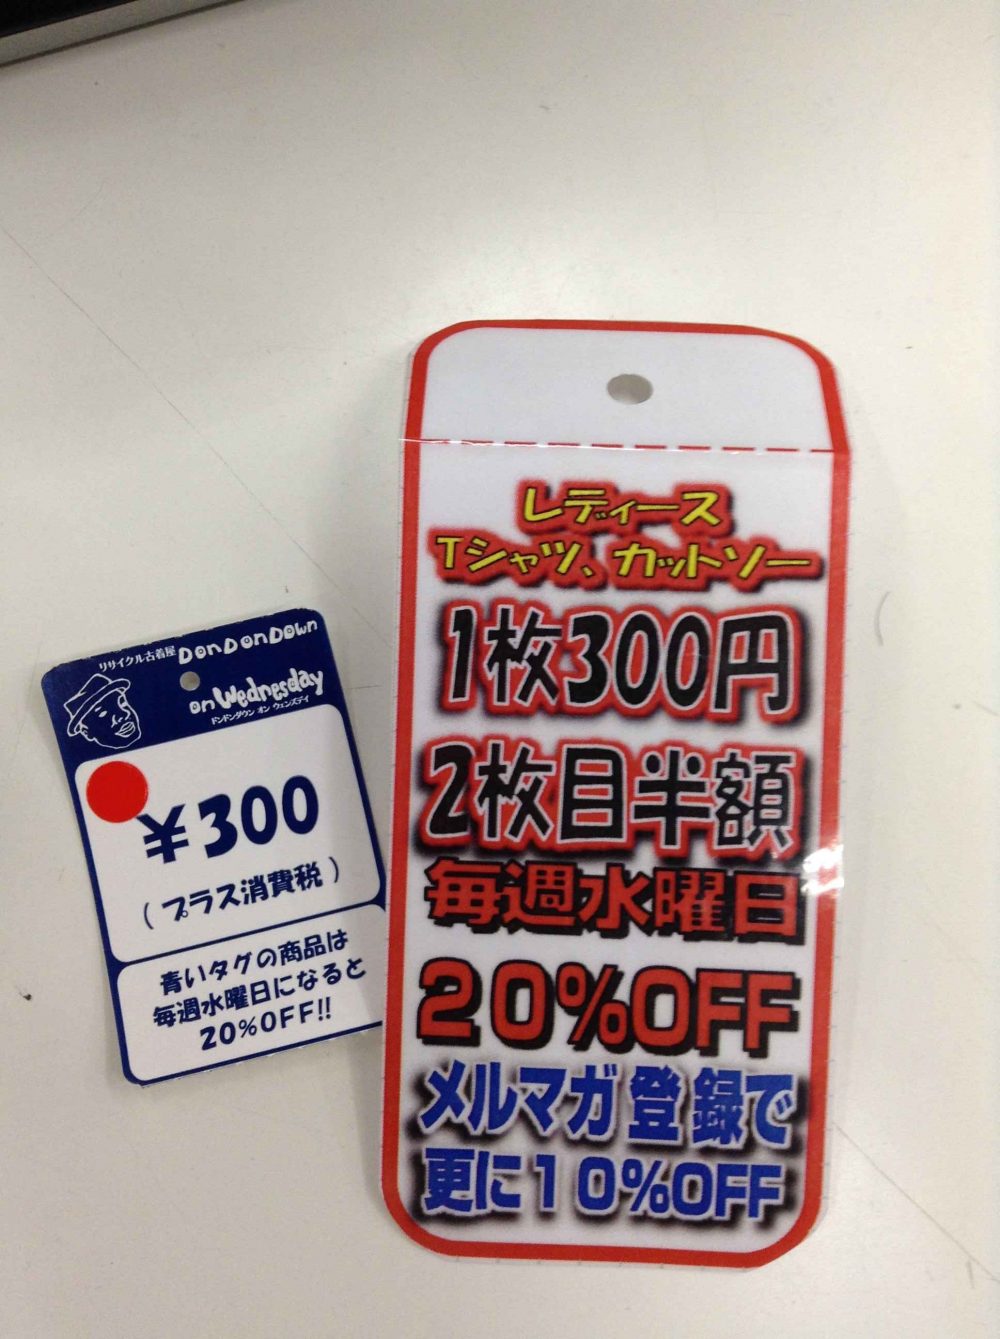 リサイクル古着屋 DonDonDown
on Wednesday
ドンドンダウン オン ウェンズデイ
¥300
(プラス消費税)
青いタグの商品は
毎週水曜日になると
20%OFF!!
レディース
Tシャツ、カットソー
1枚300円
2枚目半額
毎週水曜日
20%OFF
メルマガ登録で
更に10%OFF